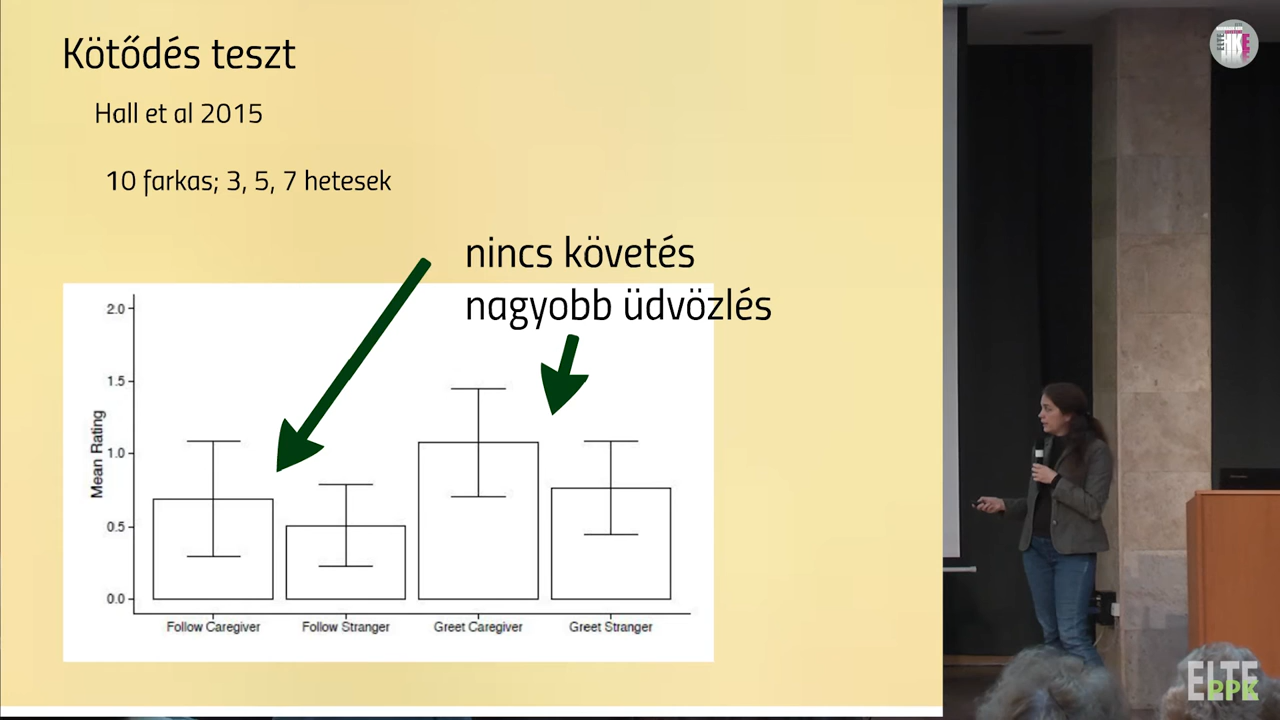 Kötődés teszt
Hall et al 2015
10 farkas; 3, 5, 7 hetesek
nincs követés
nagyobb üdvözlés
2.0
1.5
1.0
0.5
0.0
Mean Rating
Follow Caregiver
Follow Stranger
Greet Caregiver
Greet Stranger
ELTE
PPK